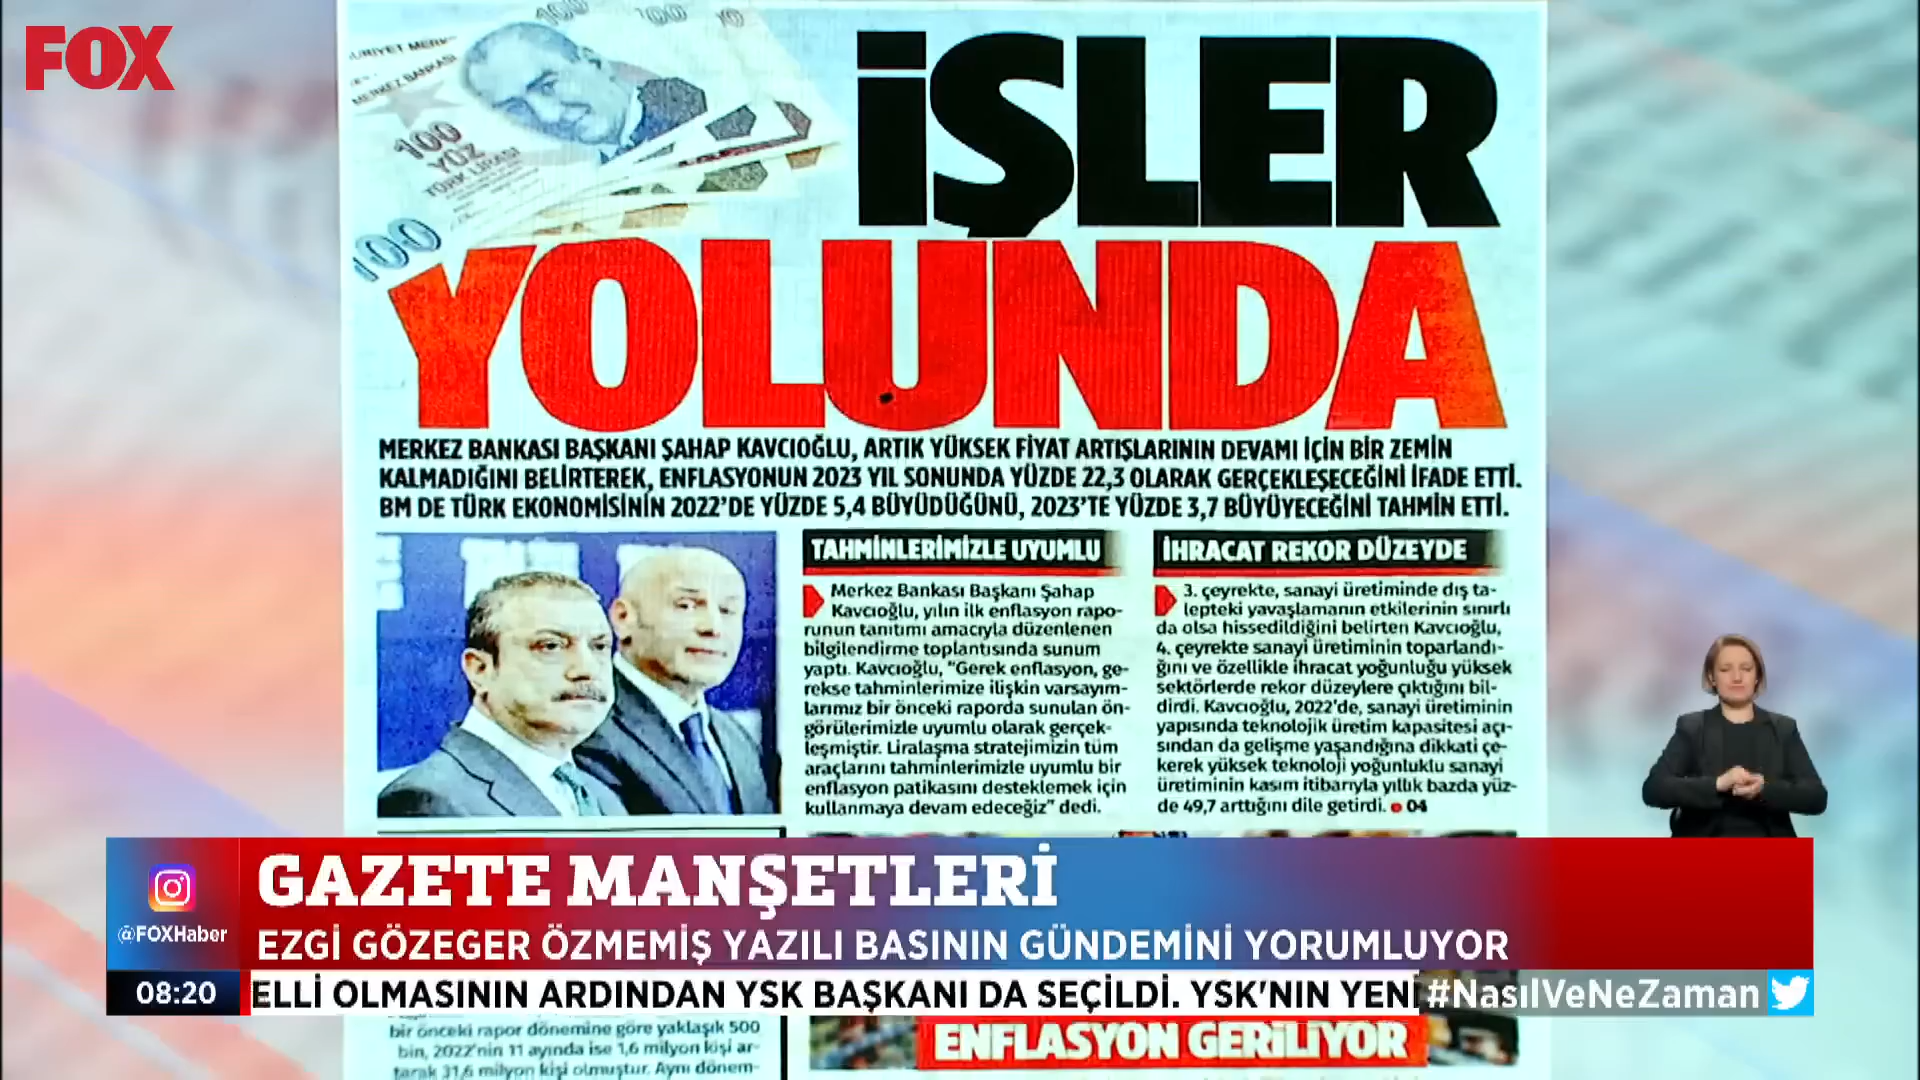 FOX
URİYET MERK
MERKEZ BANKASI
100
YÜZ
TÜRK LİRASI
100
İŞLER
YOLUNDA
MERKEZ BANKASI BAŞKANI ŞAHAP KAVCIOĞLU, ARTIK YÜKSEK FİYAT ARTIŞLARININ DEVAMI İÇİN BİR ZEMİN
KALMADIĞINI BELİRTEREK, ENFLASYONUN 2023 YIL SONUNDA YÜZDE 22,3 OLARAK GERÇEKLEŞECEĞİNİ İFADE ETTİ.
BM DE TÜRK EKONOMİSİNİN 2022'DE YÜZDE 5,4 BÜYÜDÜĞÜNÜ, 2023'TE YÜZDE 3,7 BÜYÜYECEĞİNİ TAHMİN ETTİ.
TAHMİNLERİMİZLE UYUMLU
Merkez Bankası Başkanı Şahap
Kavcıoğlu, yılın ilk enflasyon rapo-
runun tanıtımı amacıyla düzenlenen
bilgilendirme toplantısında sunum
yaptı. Kavcıoğlu, "Gerek enflasyon, ge-
rekse tahminlerimize ilişkin varsayım-
larımız bir önceki raporda sunulan ön-
görülerimizle uyumlu olarak gerçek-
leşmiştir. Liralaşma stratejimizin tüm
araçlarını tahminlerimizle uyumlu bir
enflasyon patikasını desteklemek için
kullanmaya devam edeceğiz" dedi.
İHRACAT REKOR DÜZEYDE
3. çeyrekte, sanayi üretiminde dış ta-
lepteki yavaşlamanın etkilerinin sınırlı
da olsa hissedildiğini belirten Kavcıoğlu,
4. çeyrekte sanayi üretiminin toparlandı-
ğını ve özellikle ihracat yoğunluğu yüksek
sektörlerde rekor düzeylere çıktığını bil-
dirdi. Kavcıoğlu, 2022'de, sanayi üretiminin
yapısında teknolojik üretim kapasitesi açı-
sından da gelişme yaşandığına dikkati çe-
kerek yüksek teknoloji yoğunluklu sanayi
üretiminin kasım itibarıyla yıllık bazda yüz-
de 49,7 arttığını dile getirdi. 04
GAZETE MANŞETLERİ
@FOXHaber
EZGİ GÖZEGER ÖZMEMİŞ YAZILI BASININ GÜNDEMİNİ YORUMLUYOR
08:20
ELLİ OLMASININ ARDINDAN YSK BAŞKANI DA SEÇİLDİ. YSK'NIN YENİ
#NasılVeNeZaman
bir önceki rapor dönemine göre yaklaşık 500
bin, 2022'nin 11 ayında ise 1,6 milyon kişi ar-
tarak 31,6 milyon kişi olmuştur. Aynı dönem-
ENFLASYON GERİLİYOR